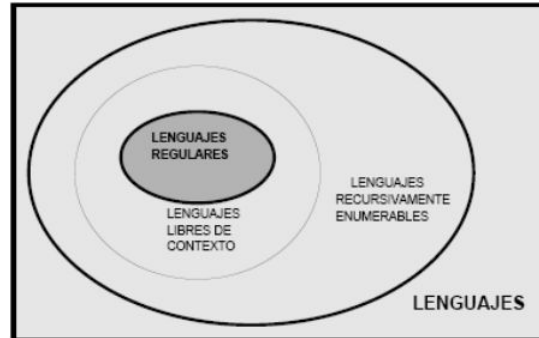 LENGUAJES
REGULARES
LENGUAJES
LIBRES DE
CONTEXTO
LENGUAJES
RECURSIVAMENTE
ENUMERABLES
LENGUAJES